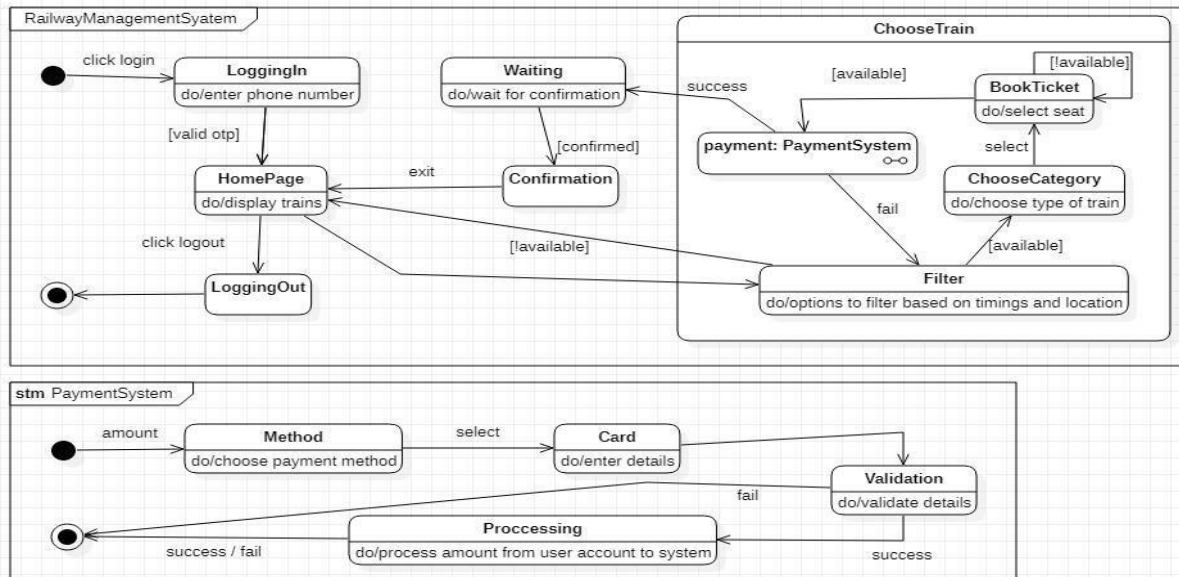 RailwayManagementSystem
ChooseTrain
click login
LoggingIn
do/enter phone number
Waiting
do/wait for confirmation
success
[available]
[!available]
BookTicket
do/select seat
[valid otp]
[confirmed]
payment: PaymentSystem
select
HomePage
do/display trains
exit
Confirmation
ChooseCategory
do/choose type of train
fail
click logout
[!available]
[available]
LoggingOut
Filter
do/options to filter based on timings and location
stm PaymentSystem
amount
Method
do/choose payment method
select
Card
do/enter details
Validation
do/validate details
fail
Proccessing
do/process amount from user account to system
success / fail
success